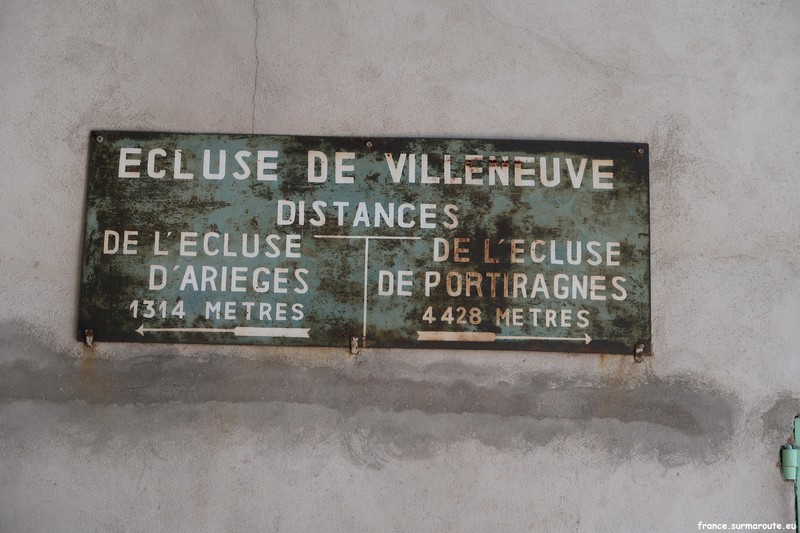 ECLUSE DE VILLENEUVE
DISTANCES
DE L'ECLUSE
D'ARIEGES
1314 METRES
DE L'ECLUSE
DE PORTIRAGNES
4428 METRES
france.surmaroute.eu